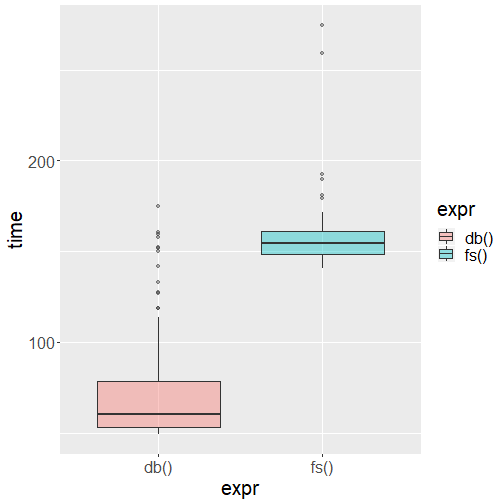 time
200
100
db()
fs()
expr
expr
db()
fs()